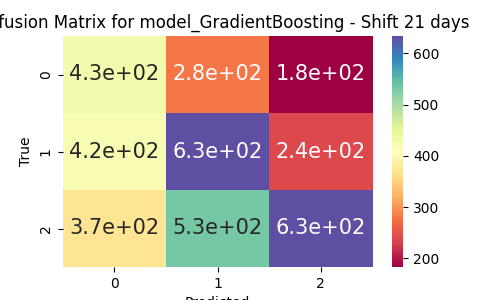 fusion Matrix for model_GradientBoosting - Shift 21 days
0 4.3e+02 2.8e+02 1.8e+02
1 4.2e+02 6.3e+02 2.4e+02
2 3.7e+02 5.3e+02 6.3e+02
0 1 2
True
Predicted
600
500
400
300
200